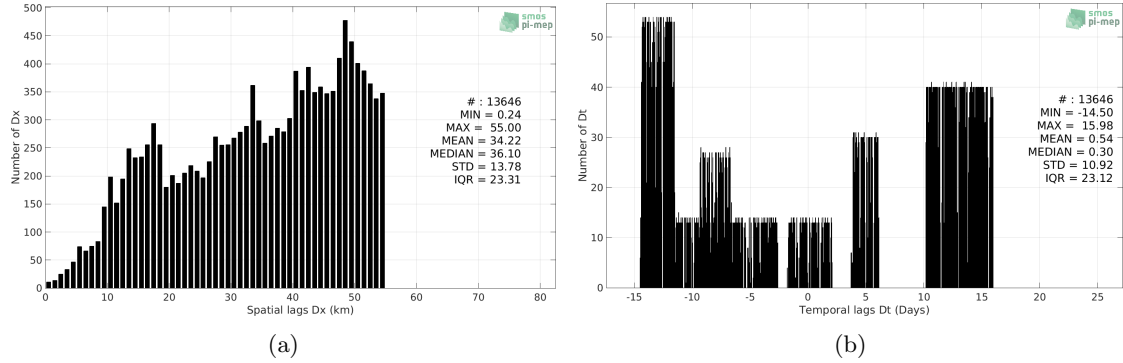 500
450
400
350
300
250
200
150
100
50
0
Number of Dx
smos
pi-mep
# : 13646
MIN = 0.24
MAX = 55.00
MEAN = 34.22
MEDIAN = 36.10
STD = 13.78
IQR = 23.31
0 10 20 30 40 50 60 70 80
Spatial lags Dx (km)
(a)
50
40
30
20
10
0
Number of Dt
smos
pi-mep
# : 13646
MIN = -14.50
MAX = 15.98
MEAN = 0.54
MEDIAN = 0.30
STD = 10.92
IQR = 23.12
-15 -10 -5 0 5 10 15 20 25
Temporal lags Dt (Days)
(b)